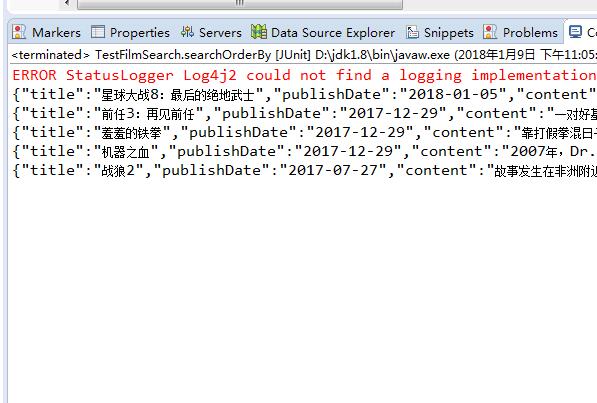 Markers Properties Servers Data Source Explorer Snippets Problems
<terminated> TestFilmSearch.searchOrderBy [JUnit] D:\jdk1.8\bin\javaw.exe (2018年1月9日 下午11:05:
ERROR StatusLogger Log4j2 could not find a logging implementation
{"title":"星球大战8：最后的绝地武士","publishDate":"2018-01-05","content"
{"title":"前任3：再见前任","publishDate":"2017-12-29","content":"一对好基
{"title":"羞羞的铁拳","publishDate":"2017-12-29","content":"靠打假拳混日子
{"title":"机器之血","publishDate":"2017-12-29","content":"2007年，Dr.
{"title":"战狼2","publishDate":"2017-07-27","content":"故事发生在非洲附近